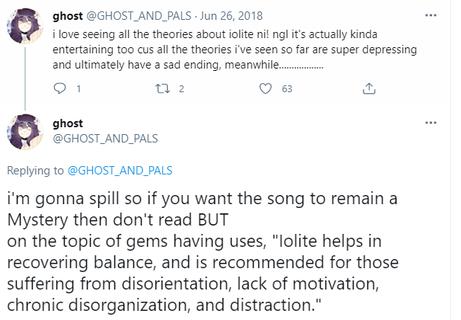 ghost @GHOST_AND_PALS · Jun 26, 2018
i love seeing all the theories about iolite ni! ngl it's actually kinda
entertaining too cus all the theories i've seen so far are super depressing
and ultimately have a sad ending, meanwhile..................
1 2 63
ghost
@GHOST_AND_PALS
Replying to @GHOST_AND_PALS
i'm gonna spill so if you want the song to remain a
Mystery then don't read BUT
on the topic of gems having uses, "Iolite helps in
recovering balance, and is recommended for those
suffering from disorientation, lack of motivation,
chronic disorganization, and distraction."